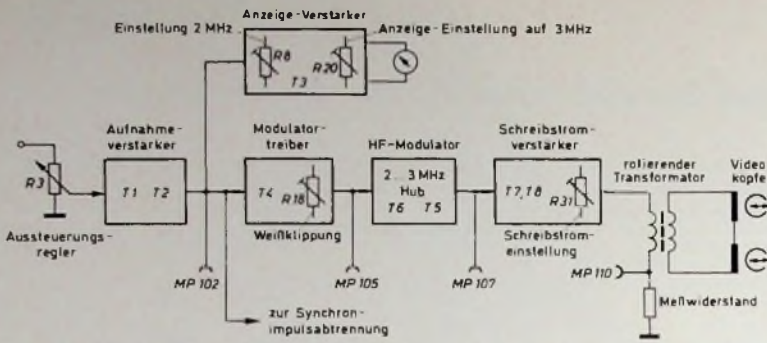 Anzeige-Verstärker
Einstellung 2 MHz
Anzeige-Einstellung auf 3 MHz
R8
R20
T3
Aufnahme-
verstärker
Modulator-
treiber
HF-Modulator
Schreibstrom-
verstärker
rotierender
Transformator
Video
kopfe
R3
T1 T2
T4
R18
2...3 MHz
Hub
T6 T5
T7, T8
R31
Aussteuerungs-
regler
Weißklippung
Schreibstrom-
einstellung
MP 102
MP 105
MP 107
MP 110
Meßwiderstand
zur Synchron-
impulsabtrennung